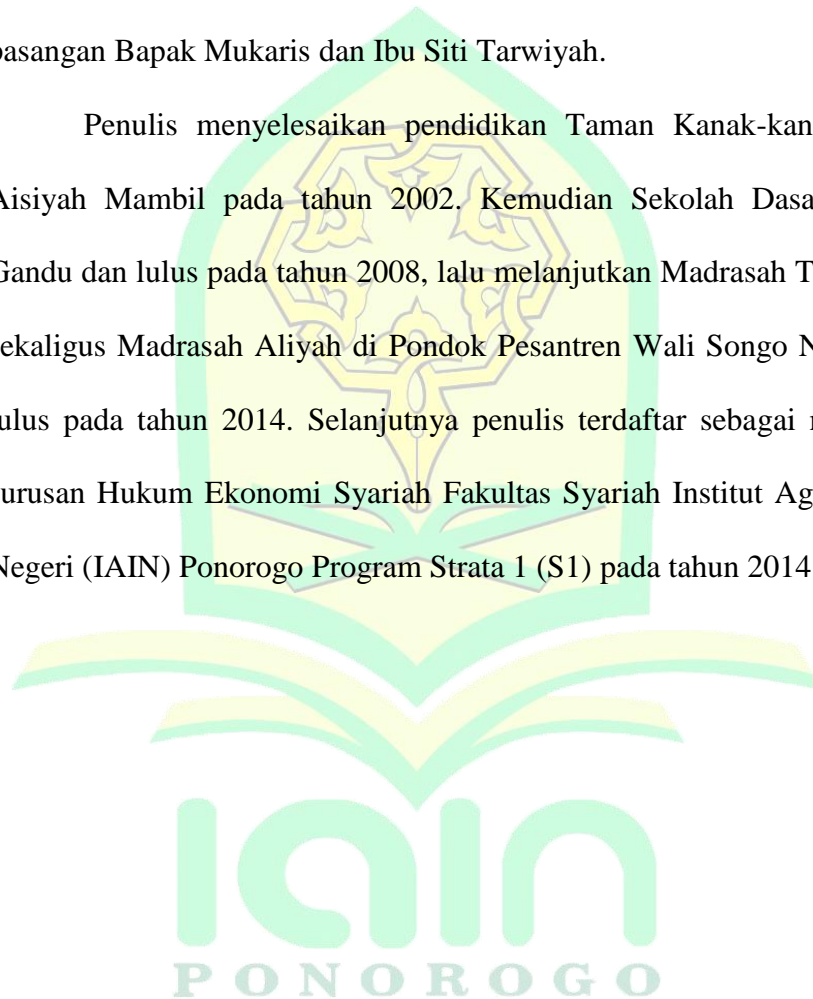 pasangan Bapak Mukaris dan Ibu Siti Tarwiyah.
Penulis menyelesaikan pendidikan Taman Kanak-kan
Aisiyah Mambil pada tahun 2002. Kemudian Sekolah Dasa
Gandu dan lulus pada tahun 2008, lalu melanjutkan Madrasah T
sekaligus Madrasah Aliyah di Pondok Pesantren Wali Songo N
lulus pada tahun 2014. Selanjutnya penulis terdaftar sebagai
Jurusan Hukum Ekonomi Syariah Fakultas Syariah Institut Ag
Negeri (IAIN) Ponorogo Program Strata 1 (S1) pada tahun 2014
iain
PONOROGO